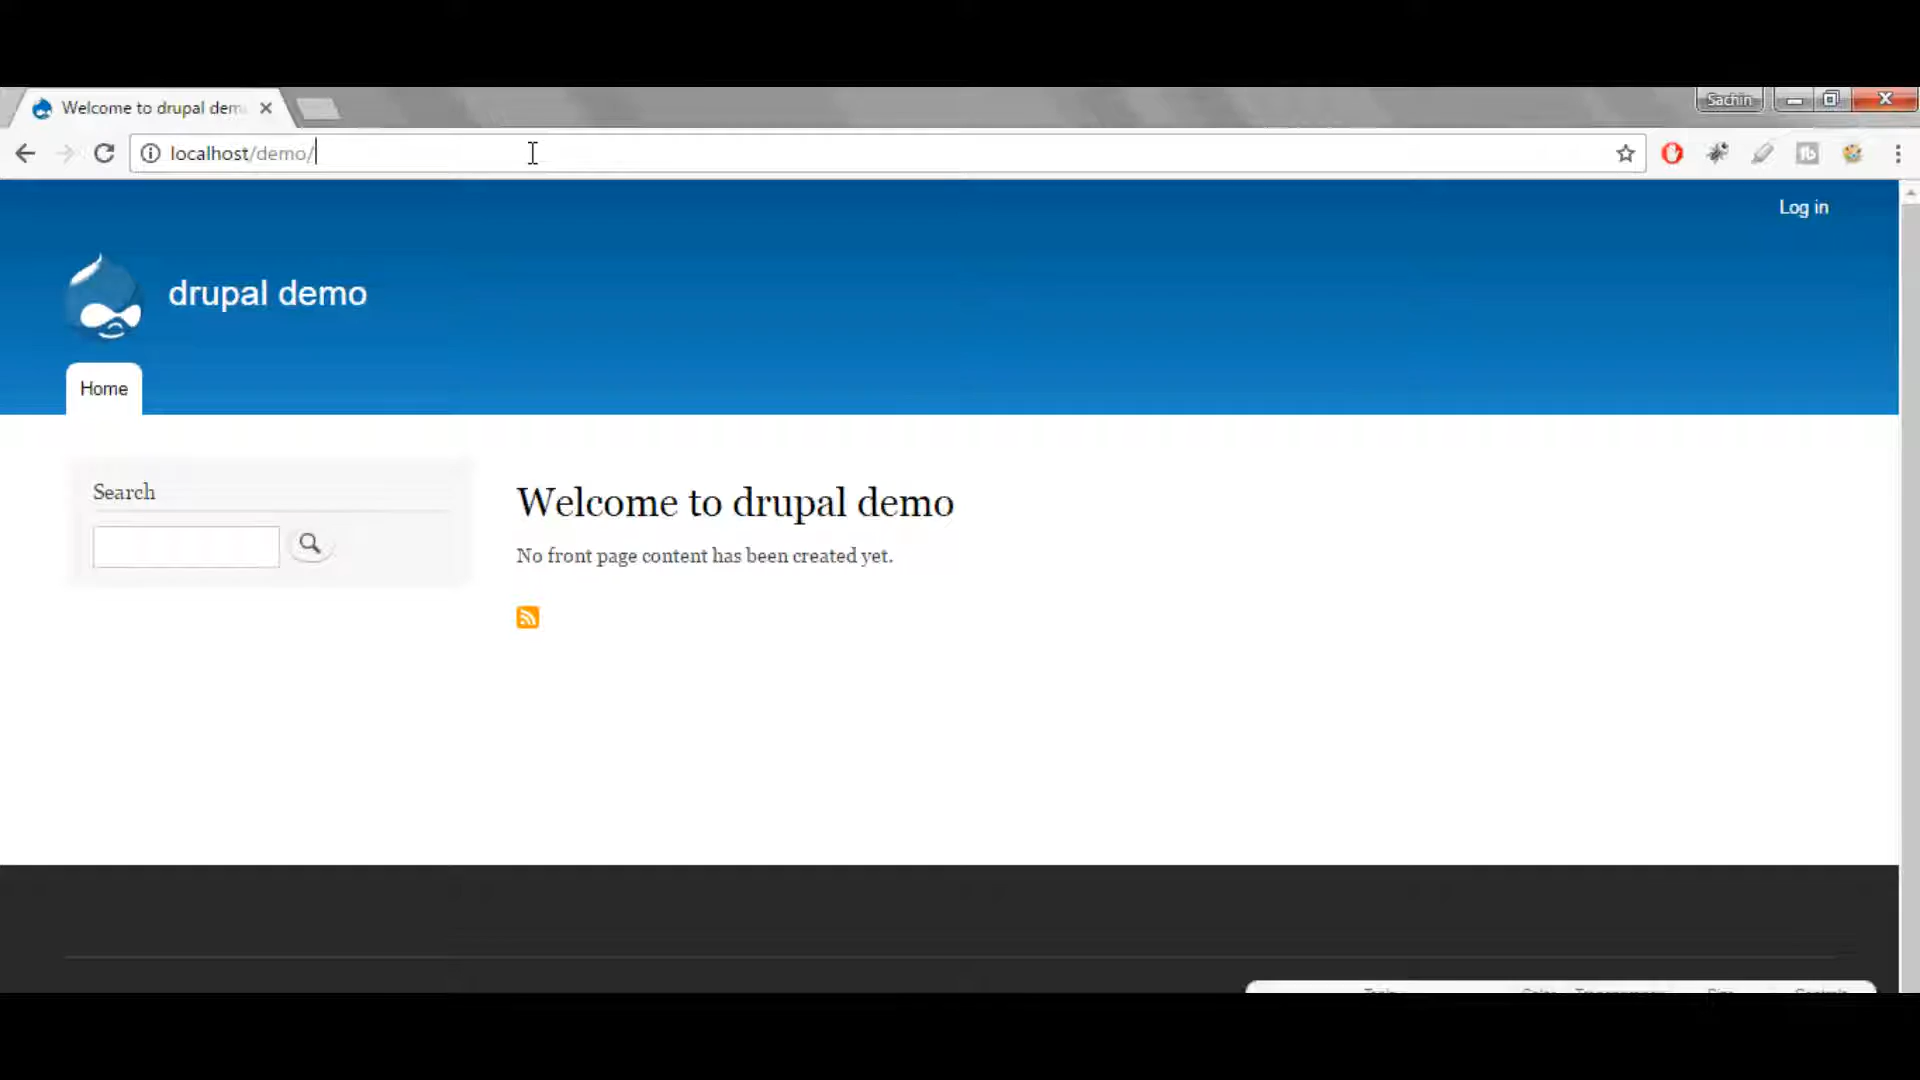 Welcome to drupal dem
Sachin
localhost/demo/
Log in
drupal demo
Home
Search
Welcome to drupal demo
No front page content has been created yet.